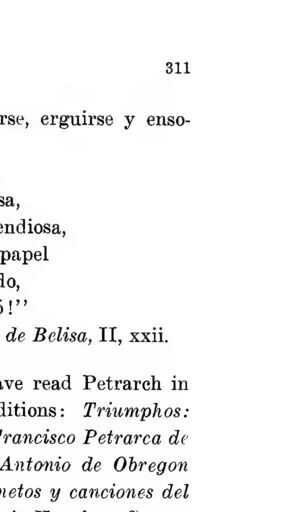 311
rse, erguirse y enso-
sa,
endiosa,
papel
do,
ó!"
de Belisa, II, xxii.
ave read Petrarch in
ditions: Triumphos:
Francisco Petrarca de
Antonio de Obregon
netos y canciones del